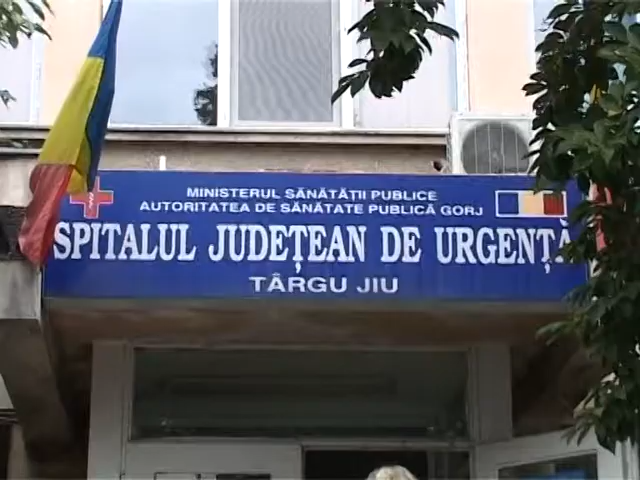 MINISTERUL SĂNĂTĂȚII PUBLICE
AUTORITATEA DE SĂNĂTATE PUBLICĂ GORJ
SPITALUL JUDEȚEAN DE URGENȚĂ
TÂRGU JIU